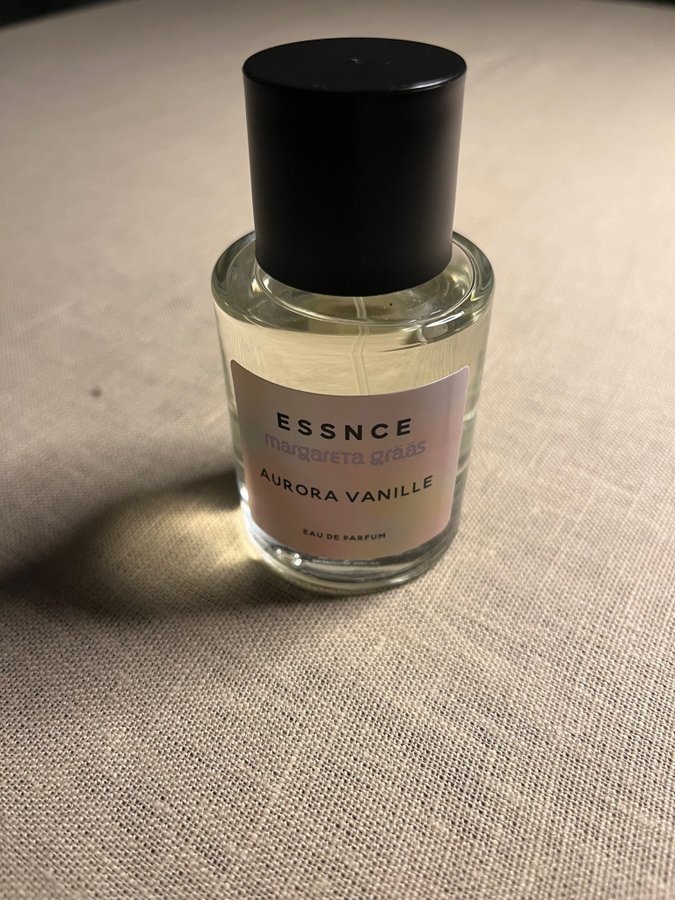 ESSNCE
margareta grääs
AURORA VANILLE
EAU DE PARFUM